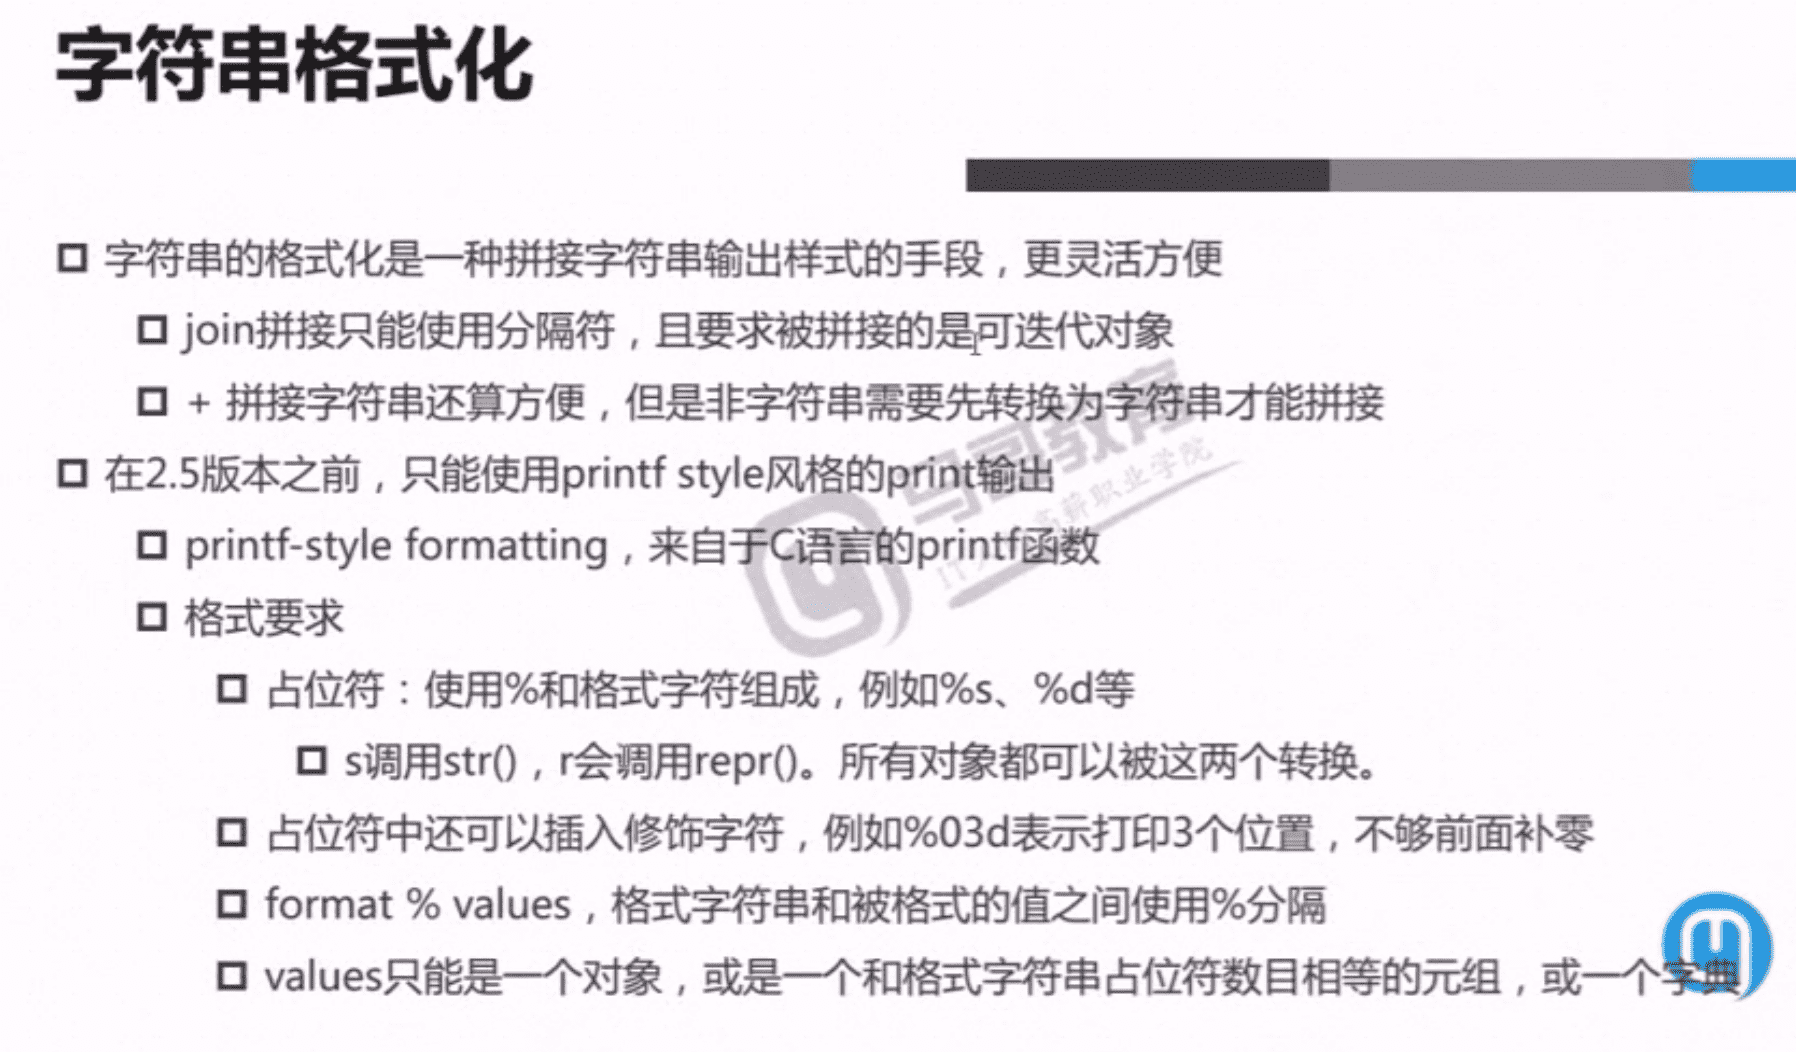 字符串格式化
字符串的格式化是一种拼接字符串输出样式的手段，更灵活方便
join拼接只能使用分隔符，且要求被拼接的是可迭代对象
+ 拼接字符串还算方便，但是非字符串需要先转换为字符串才能拼接
在2.5版本之前，只能使用printf style风格的print输出
printf-style formatting，来自于C语言的printf函数
格式要求
占位符：使用%和格式字符组成，例如%s、%d等
s调用str()，r会调用repr()。所有对象都可以被这两个转换。
占位符中还可以插入修饰字符，例如%03d表示打印3个位置，不够前面补零
format % values，格式字符串和被格式的值之间使用%分隔
values只能是一个对象，或是一个和格式字符串占位符数目相等的元组，或一个字典
马哥教育
高薪职业学院